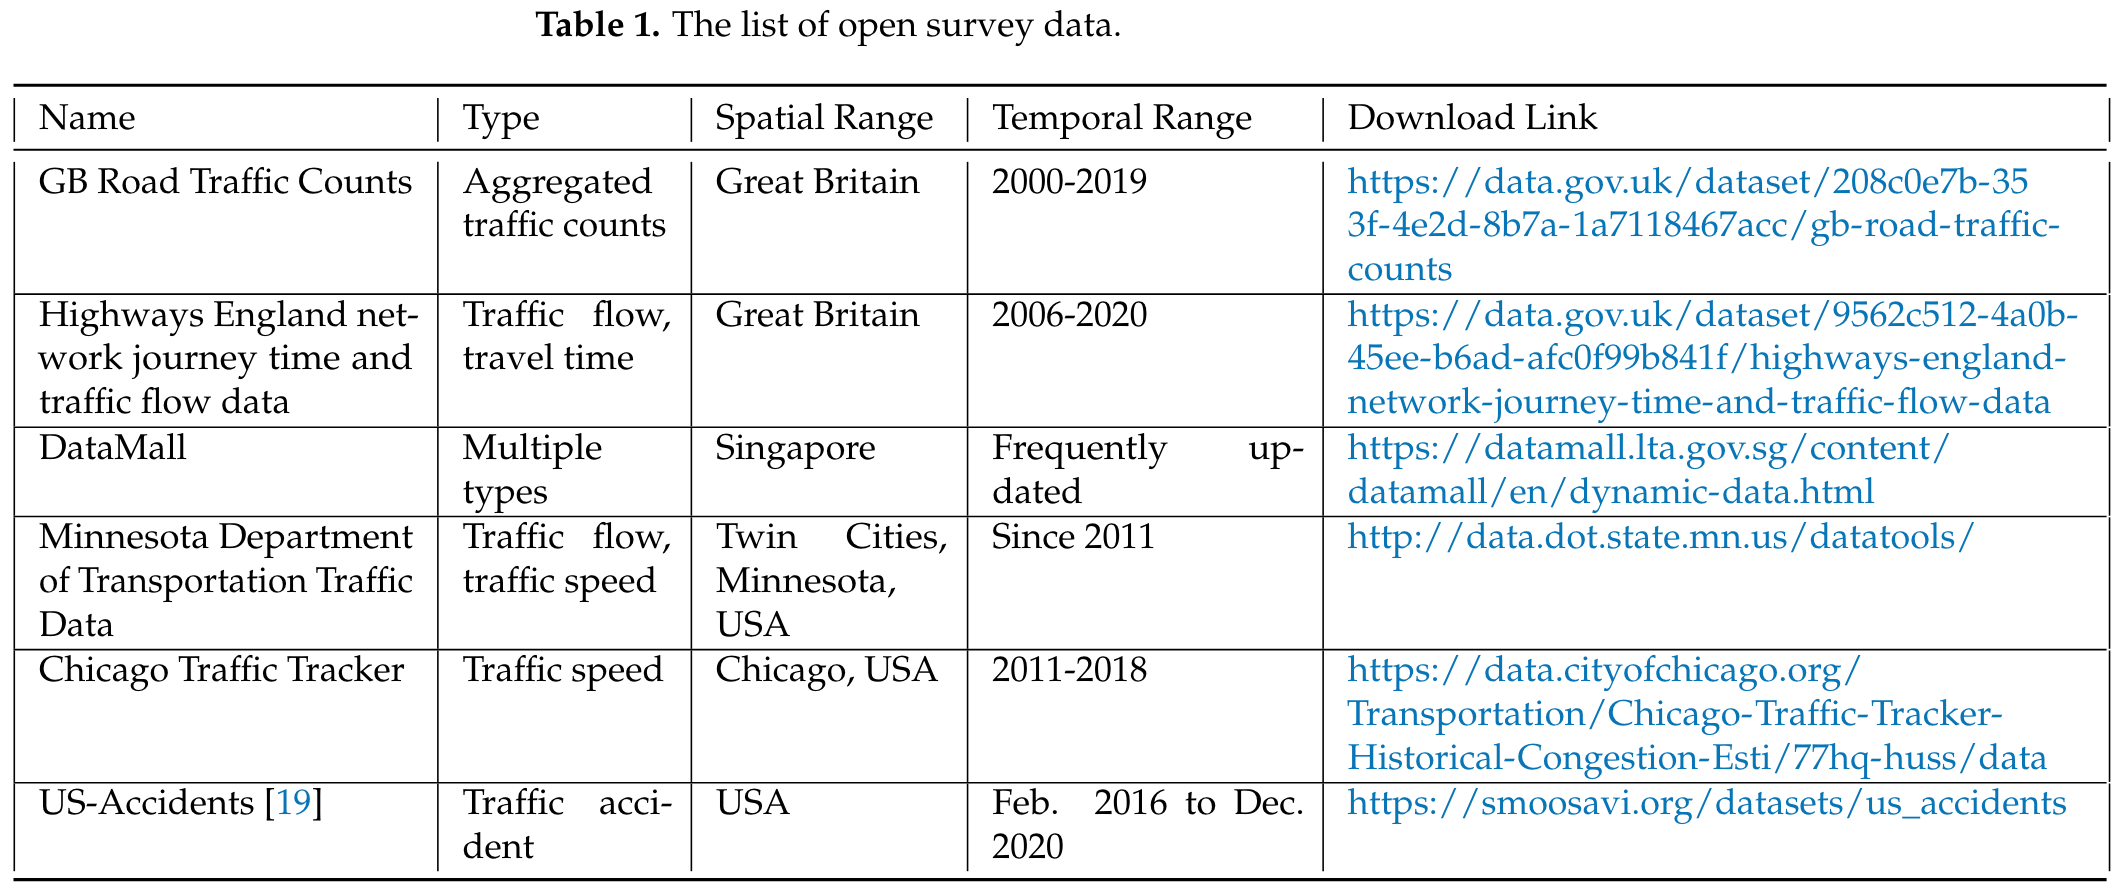 Table 1. The list of open survey data.
Name Type Spatial Range Temporal Range Download Link
GB Road Traffic Counts Aggregated Great Britain 2000-2019 https://data.gov.uk/dataset/208c0e7b-35
traffic counts 3f-4e2d-8b7a-1a7118467acc/gb-road-traffic-
counts
Highways England net- Traffic flow, Great Britain 2006-2020 https://data.gov.uk/dataset/9562c512-4a0b-
work journey time and travel time 45ee-b6ad-afc0f99b841f/highways-england-
traffic flow data network-journey-time-and-traffic-flow-data
DataMall Multiple Singapore Frequently up- https://datamall.lta.gov.sg/content/
types dated datamall/en/dynamic-data.html
Minnesota Department Traffic flow, Twin Cities, Since 2011 http://data.dot.state.mn.us/datatools/
of Transportation Traffic traffic speed Minnesota,
Data USA
Chicago Traffic Tracker Traffic speed Chicago, USA 2011-2018 https://data.cityofchicago.org/
Transportation/Chicago-Traffic-Tracker-
Historical-Congestion-Esti/77hq-huss/data
US-Accidents [19] Traffic acci- USA Feb. 2016 to Dec. https://smoosavi.org/datasets/us_accidents
dent 2020